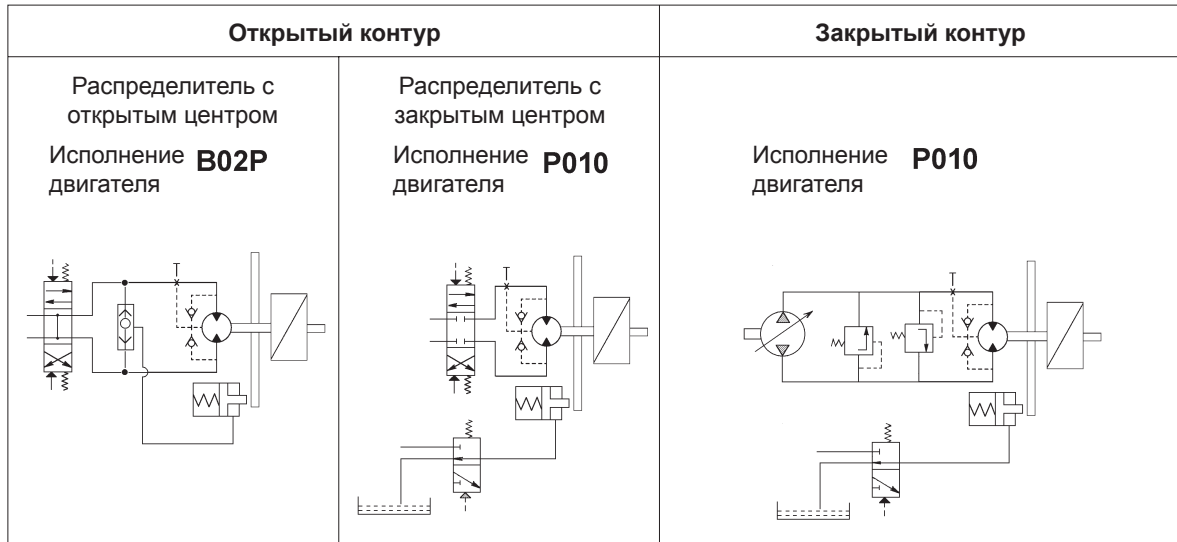 Открытый контур
Закрытый контур
Распределитель с
открытым центром
Исполнение B02P
двигателя
Распределитель с
закрытым центром
Исполнение P010
двигателя
Исполнение P010
двигателя